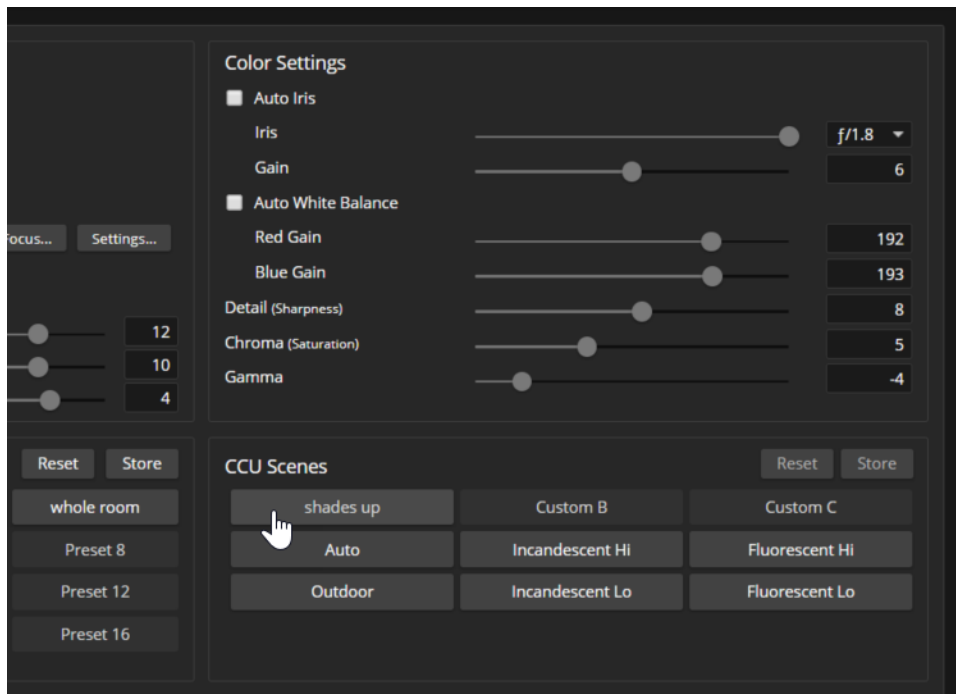 Color Settings
Auto Iris
Iris
ƒ/1.8
Gain
6
Auto White Balance
Red Gain
192
Blue Gain
193
Detail (Sharpness)
8
Chroma (Saturation)
5
Gamma
-4
Settings...
12
10
4
Reset Store
whole room
Preset 8
Preset 12
Preset 16
CCU Scenes
Reset Store
shades up Custom B Custom C
Auto Incandescent Hi Fluorescent Hi
Outdoor Incandescent Lo Fluorescent Lo